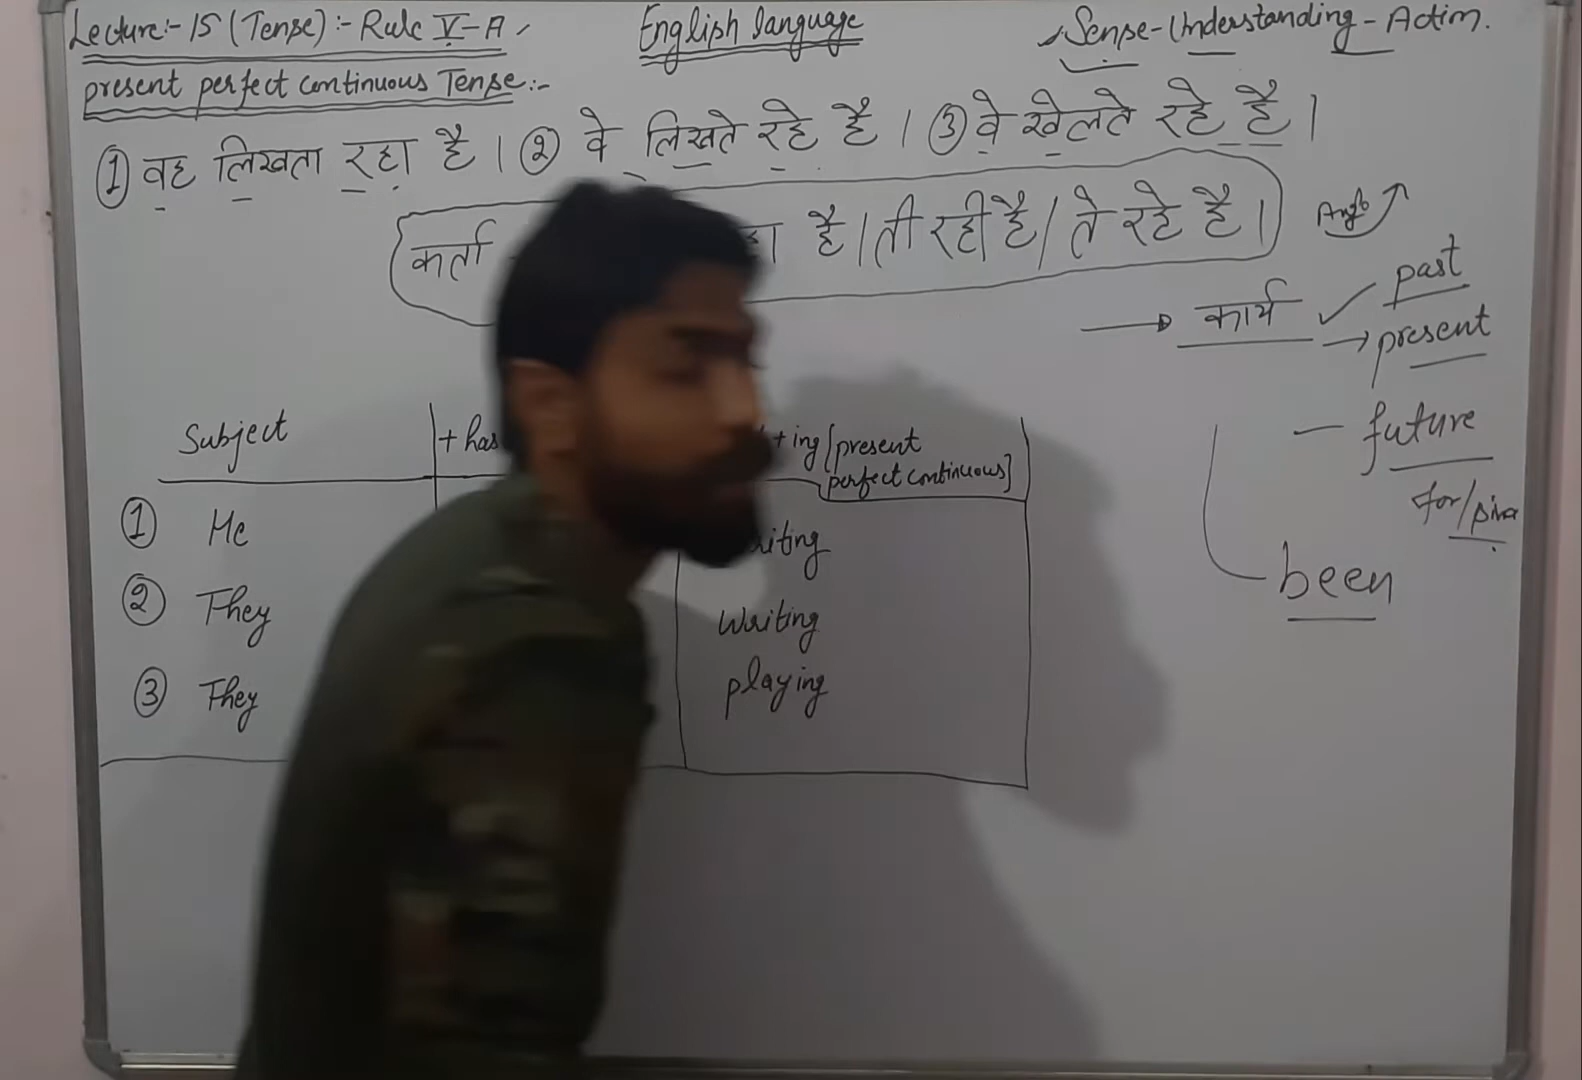 Lecture:- 15 (Tense) :- Rule V-A
English language
Sense-Understanding-Action.
present perfect continuous Tense:-
① वह लिखता रहा है । ② वे लिखते रहे है । ③ वे खेलते रहे है ।
कर्ता है / ती रही है / ते रहे है ।
→ कार्य ✓ past
→ present
- future
for/since
been
Subject + has + ing [present perfect continuous]
① He
② They writing
③ They playing